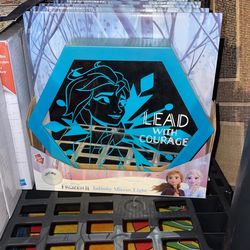 LEAD
WITH
COURAGE
FROZEN II Infinity Mirror Light